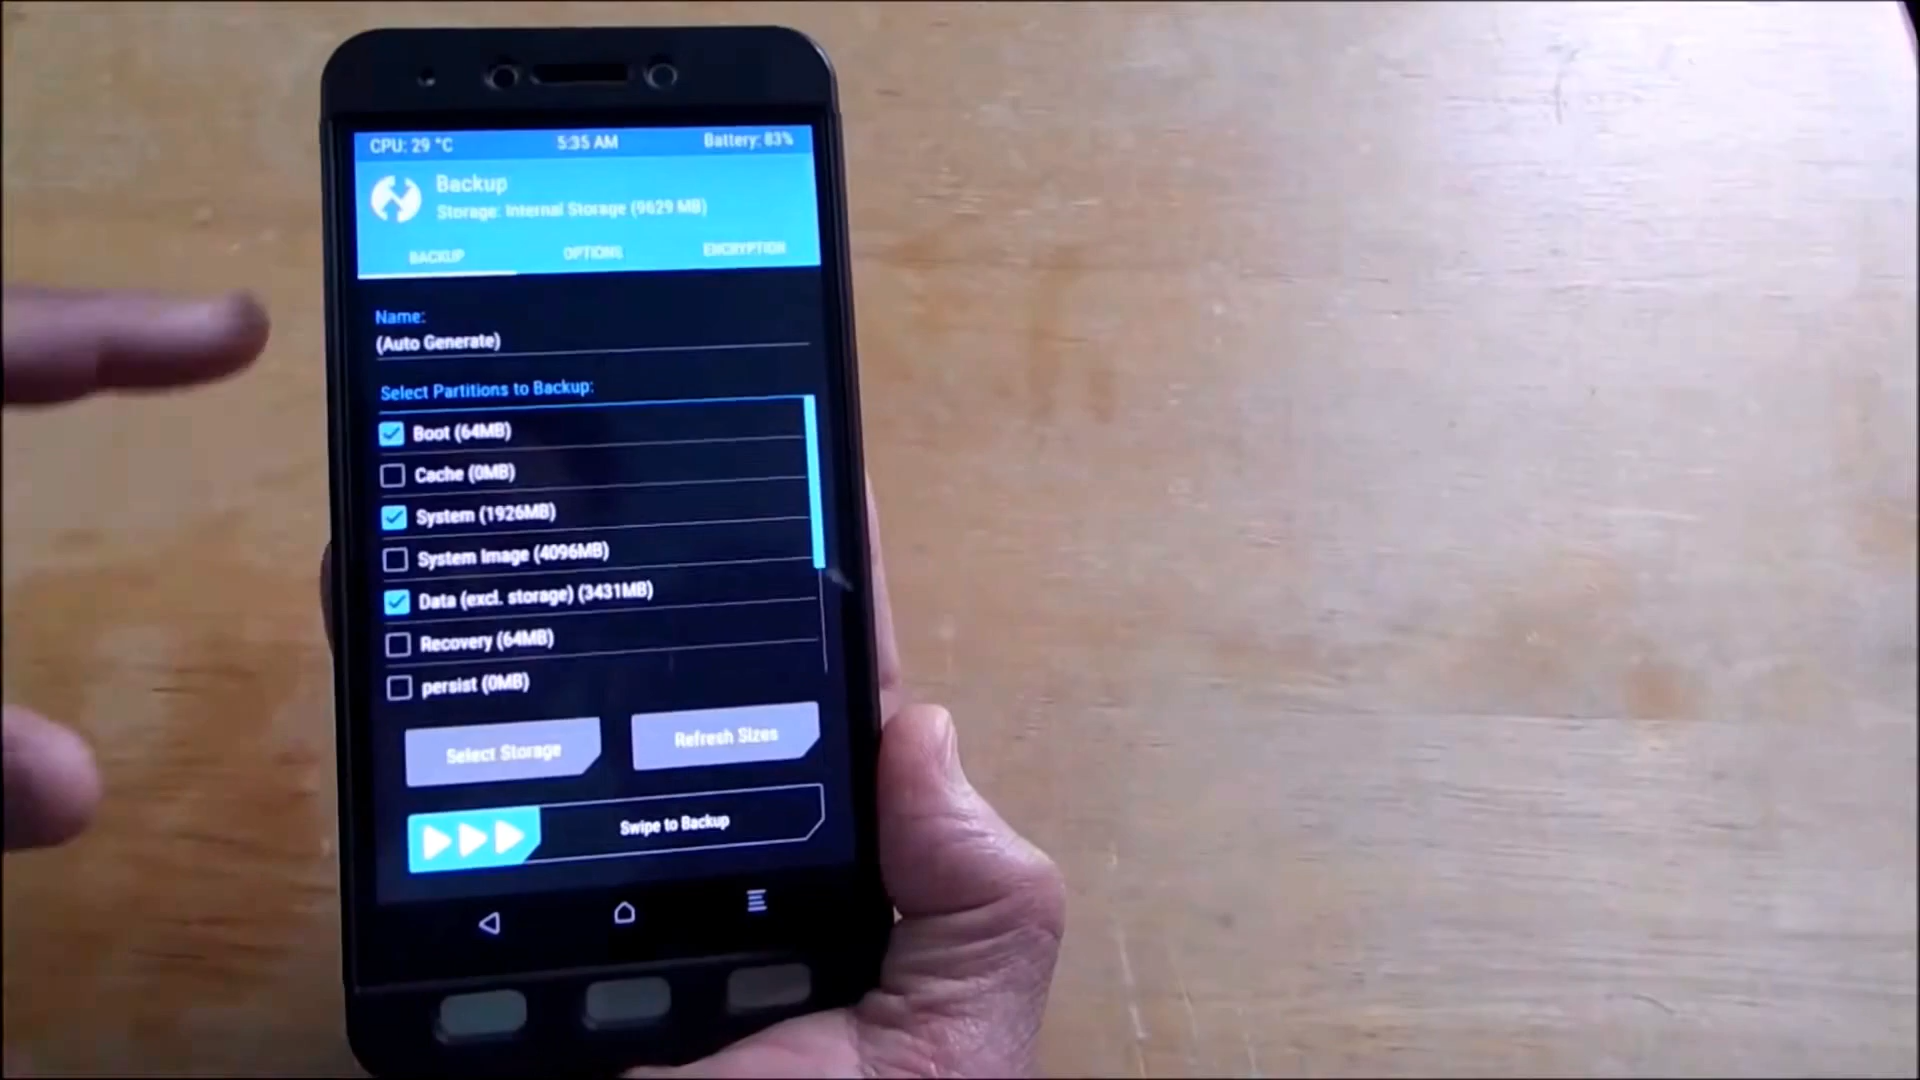 CPU: 29 °C 5:35 AM Battery: 83%
Backup
Storage: Internal Storage (9629 MB)
BACKUP OPTIONS ENCRYPTION
Name:
(Auto Generate)
Select Partitions to Backup:
Boot (64MB)
Cache (0MB)
System (1926MB)
System Image (4096MB)
Data (excl. storage) (3431MB)
Recovery (64MB)
persist (0MB)
Select Storage Refresh Sizes
Swipe to Backup